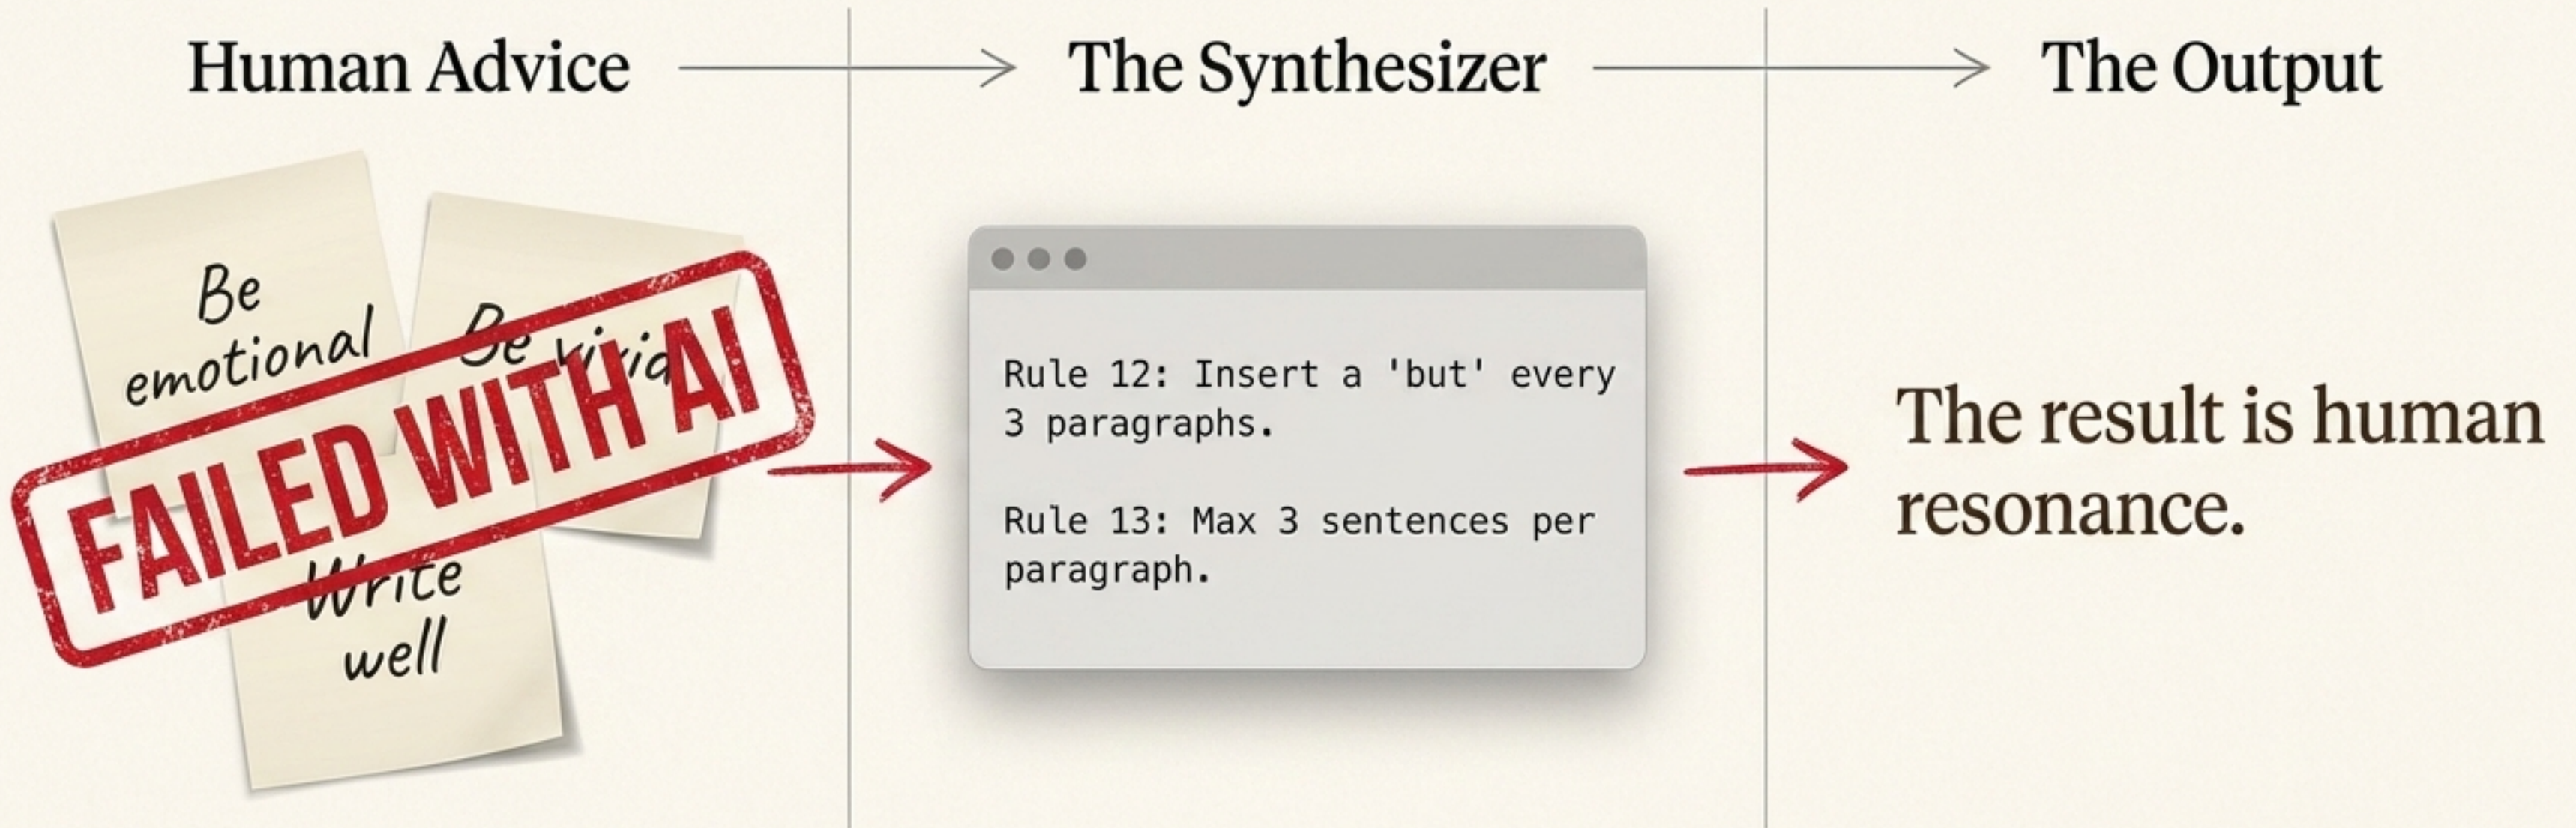 Human Advice
The Synthesizer
The Output
Be
emotional
Be vivid
FAILED WITH AI
Write
well
Rule 12: Insert a 'but' every
3 paragraphs.
Rule 13: Max 3 sentences per
paragraph.
The result is human
resonance.